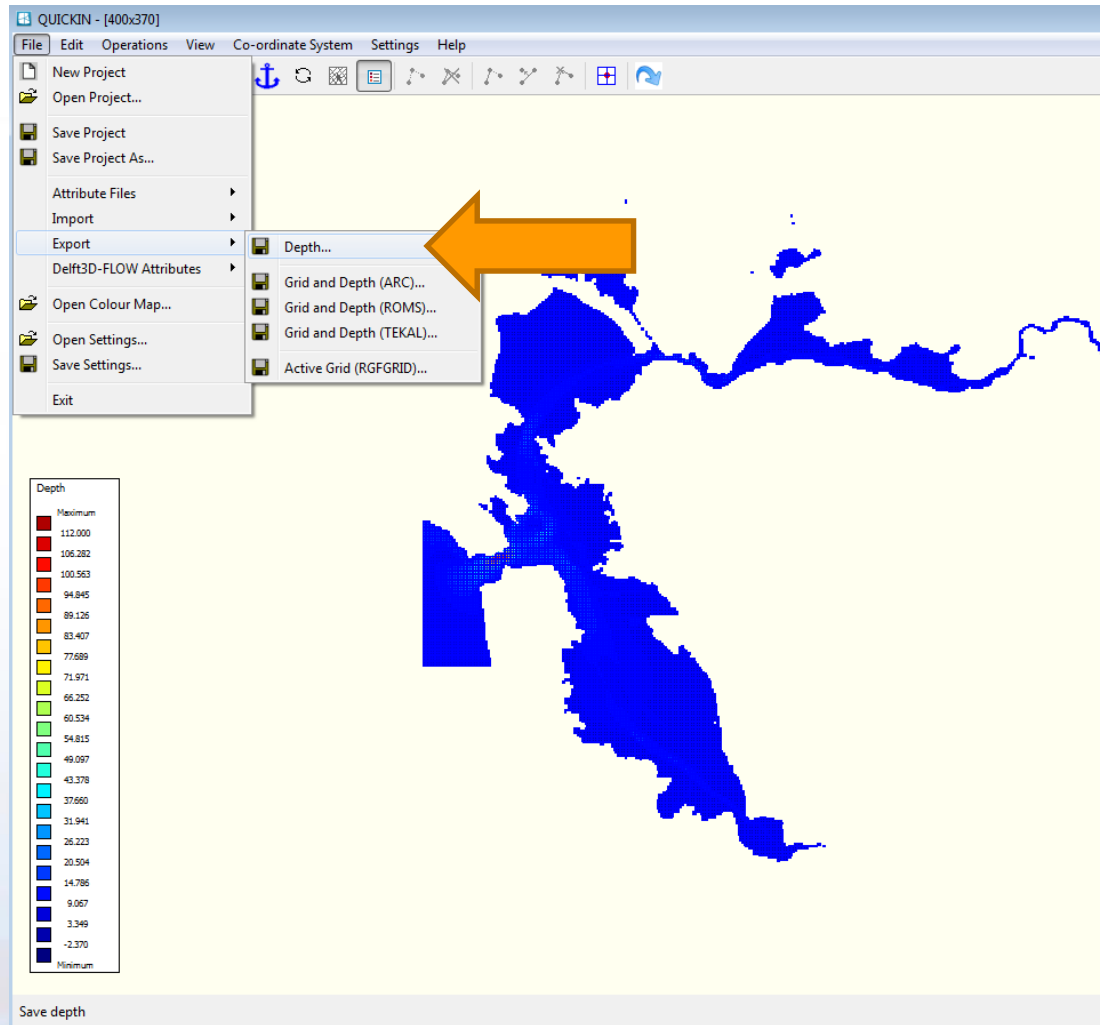 QUICKIN - [400x370]
File Edit Operations View Co-ordinate System Settings Help
New Project
Open Project...
Save Project
Save Project As...
Attribute Files
Import
Export
Delft3D-FLOW Attributes
Open Colour Map...
Open Settings...
Save Settings...
Exit
Depth...
Grid and Depth (ARC)...
Grid and Depth (ROMS)...
Grid and Depth (TEKAL)...
Active Grid (RGFGRID)...
Depth
Maximum
112.000
106.282
100.563
94.845
89.126
83.407
77.689
71.971
66.252
60.534
54.815
49.097
43.378
37.660
31.941
26.223
20.504
14.786
9.067
3.349
-2.370
Minimum
Save depth